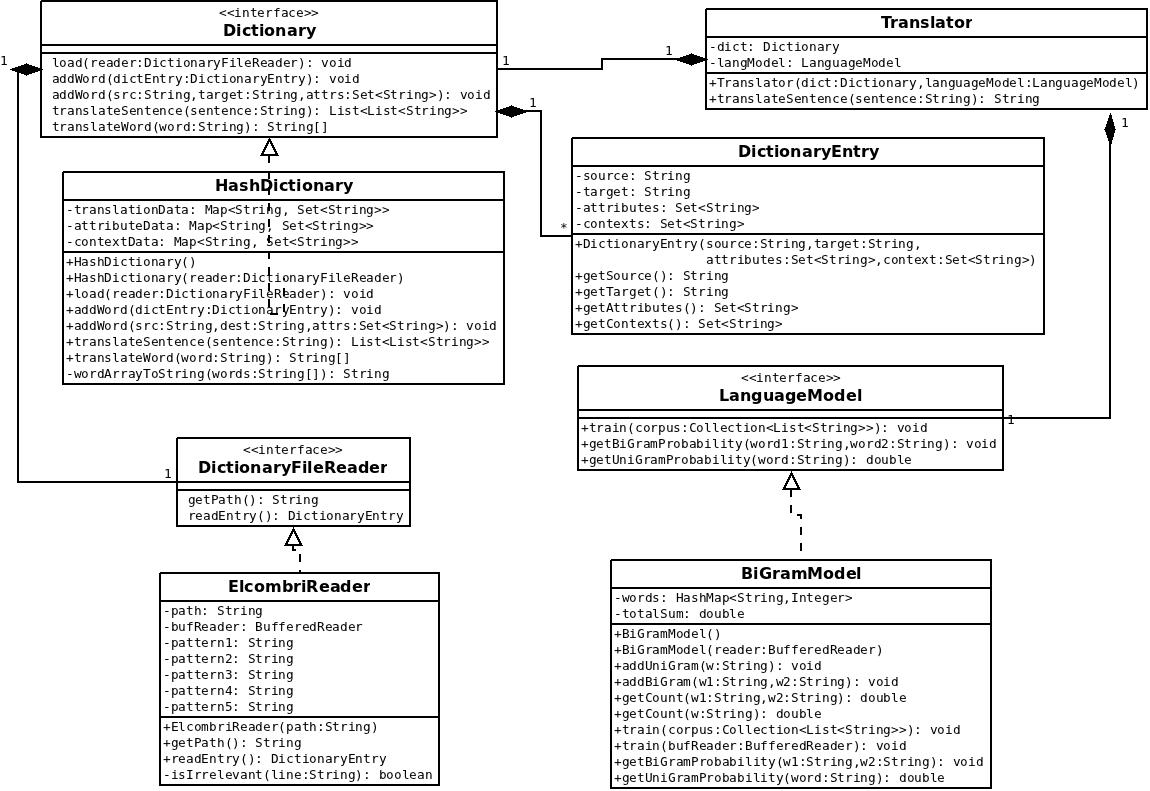 <<interface>>
Dictionary
load(reader:DictionaryFileReader): void
addWord(dictEntry:DictionaryEntry): void
addWord(src:String,target:String,attrs:Set<String>): void
translateSentence(sentence:String): List<List<String>>
translateWord(word:String): String[]
1
1
1
1
Translator
-dict: Dictionary
-langModel: LanguageModel
+Translator(dict:Dictionary,languageModel:LanguageModel)
+translateSentence(sentence:String): String
1
HashDictionary
-translationData: Map<String, Set<String>>
-attributeData: Map<String, Set<String>>
-contextData: Map<String, Set<String>>
+HashDictionary()
+HashDictionary(reader:DictionaryFileReader)
+load(reader:DictionaryFileReader): void
+addWord(dictEntry:DictionaryEntry): void
+addWord(src:String,dest:String,attrs:Set<String>): void
+translateSentence(sentence:String): List<List<String>>
+translateWord(word:String): String[]
-wordArrayToString(words:String[]): String
*
DictionaryEntry
-source: String
-target: String
-attributes: Set<String>
-contexts: Set<String>
+DictionaryEntry(source:String,target:String,
attributes:Set<String>,context:Set<String>)
+getSource(): String
+getTarget(): String
+getAttributes(): Set<String>
+getContexts(): Set<String>
<<interface>>
LanguageModel
+train(corpus:Collection<List<String>>): void
+getBiGramProbability(word1:String,word2:String): void
+getUniGramProbability(word:String): double
1
1
<<interface>>
DictionaryFileReader
getPath(): String
readEntry(): DictionaryEntry
ElcombriReader
-path: String
-bufReader: BufferedReader
-pattern1: String
-pattern2: String
-pattern3: String
-pattern4: String
-pattern5: String
+ElcombriReader(path:String)
+getPath(): String
+readEntry(): DictionaryEntry
-isIrrelevant(line:String): boolean
BiGramModel
-words: HashMap<String,Integer>
-totalSum: double
+BiGramModel()
+BiGramModel(reader:BufferedReader)
+addUniGram(w:String): void
+addBiGram(w1:String,w2:String): void
+getCount(w1:String,w2:String): double
+getCount(w:String): double
+train(corpus:Collection<List<String>>): void
+train(bufReader:BufferedReader): void
+getBiGramProbability(w1:String,w2:String): void
+getUniGramProbability(word:String): double